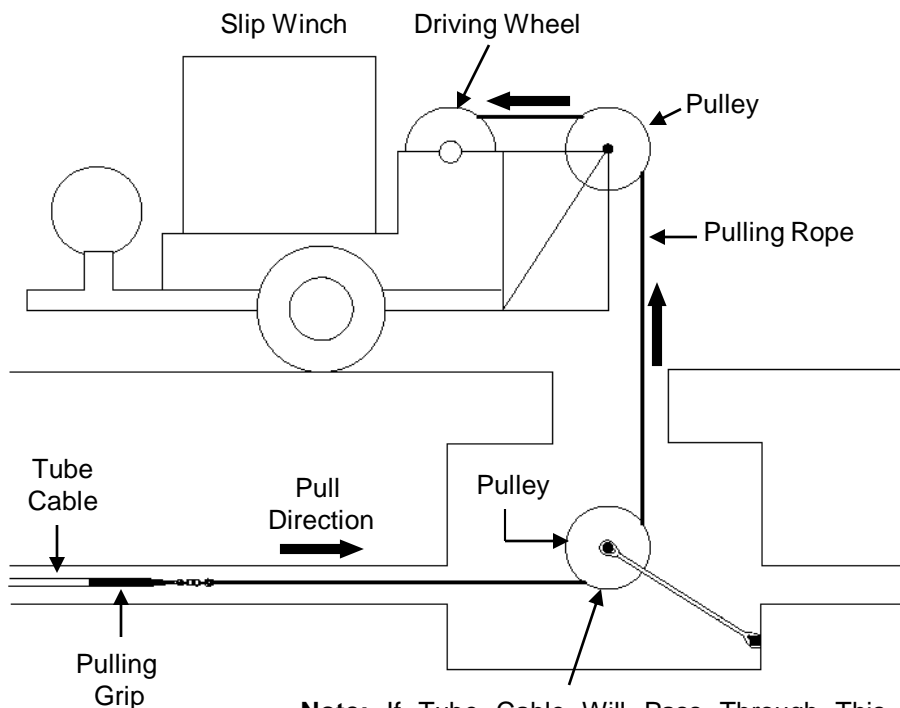 Slip Winch
Driving Wheel
Pulley
Pulling Rope
Tube
Cable
Pull
Direction
Pulley
Pulling
Grip
Note: If Tube Cable Will Pass Through This